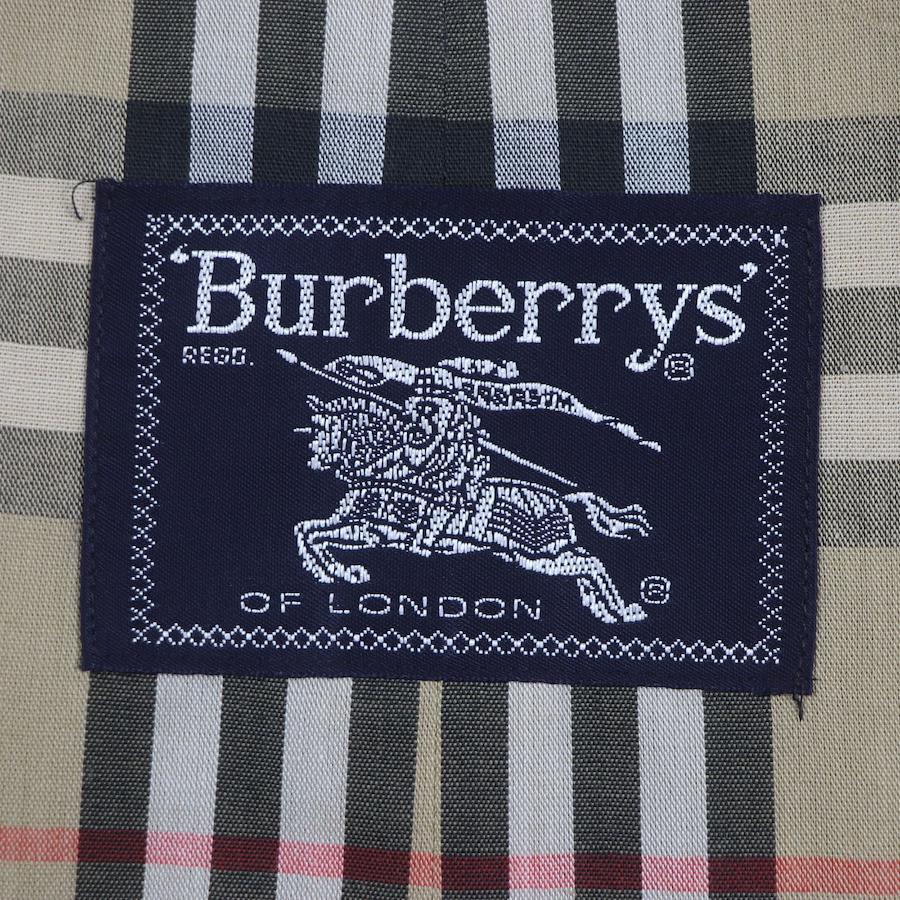 ‘Burberrys’
REGD. ®
®
OF LONDON